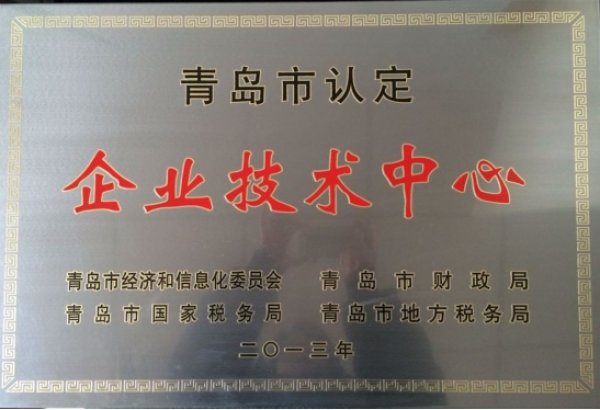 青岛市认定
企业技术中心
青岛市经济和信息化委员会 青岛市财政局
青岛市国家税务局 青岛市地方税务局
二〇一三年